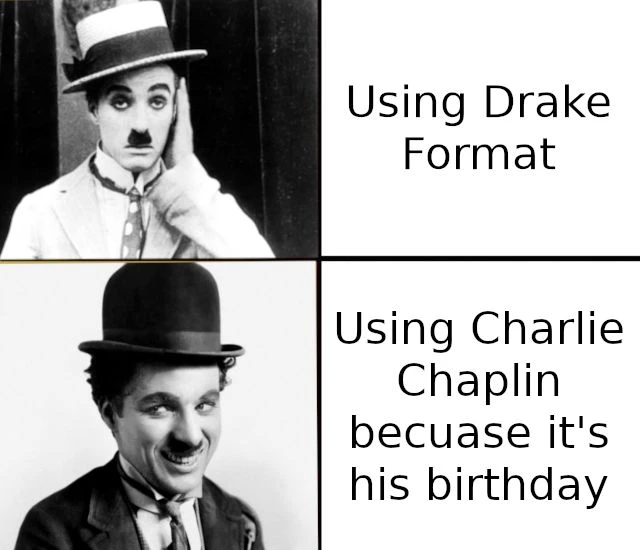 Using Drake
Format
Using Charlie
Chaplin
becuase it's
his birthday